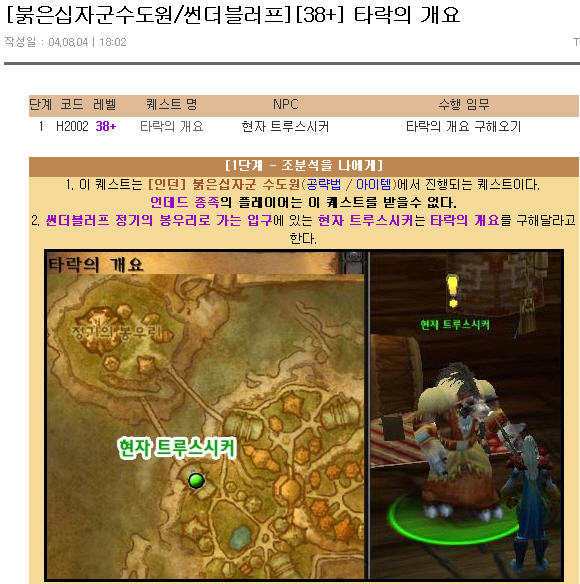 [붉은십자군수도원/썬더블러프][38+] 타락의 개요
작성일 : 04,08,04 | 18:02
T
단계 코드 레벨 퀘스트 명 NPC 수행 임무
1 H2002 38+ 타락의 개요 현자 트루스시커 타락의 개요 구해오기
[1단계 - 조분석을 나에게]
1. 이 퀘스트는 [인던] 붉은십자군 수도원(공략법 / 아이템)에서 진행되는 퀘스트이다.
언데드 종족의 플레이어는 이 퀘스트를 받을수 없다.
2. 썬더블러프 정기의 봉우리로 가는 입구에 있는 현자 트루스시커는 타락의 개요를 구해달라고
한다.
타락의 개요
정기의 봉우리
현자 트루스시커
현자 트루스시커